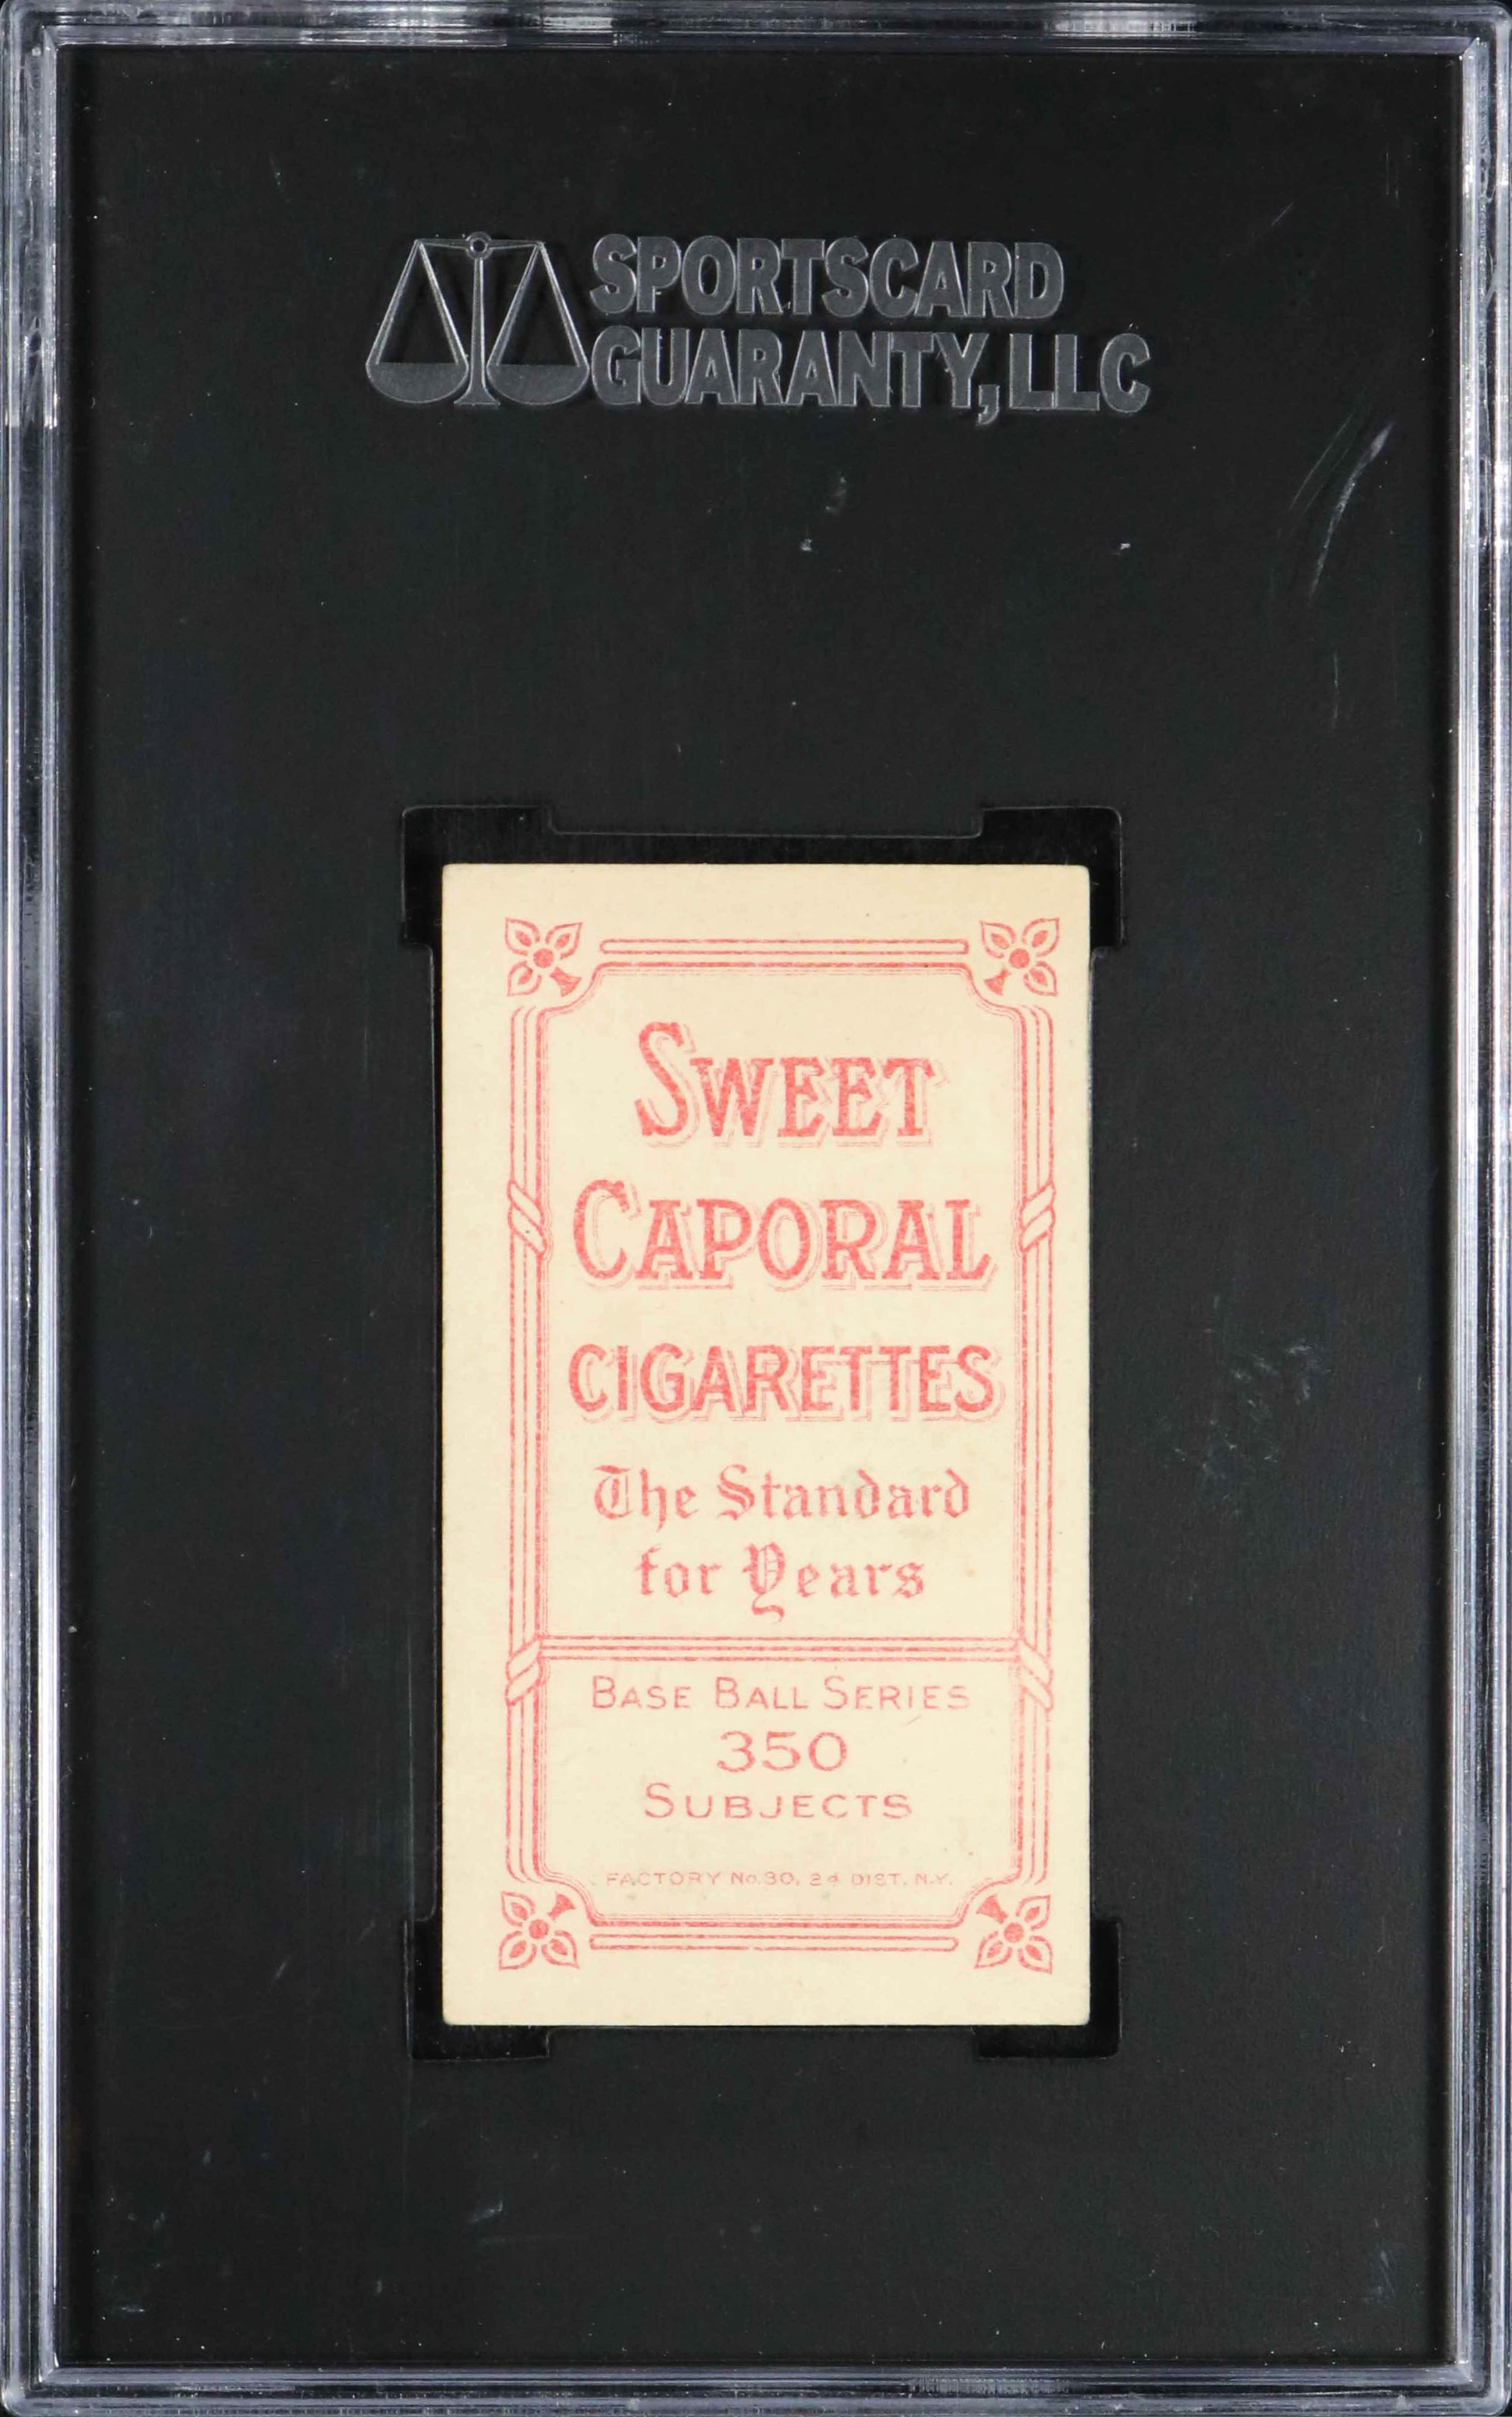 SPORTSCARD
GUARANTY, LLC
SWEET
CAPORAL
CIGARETTES
The Standard
for Years
BASE BALL SERIES
350
SUBJECTS
FACTORY No. 30, 2d DIST. N.Y.